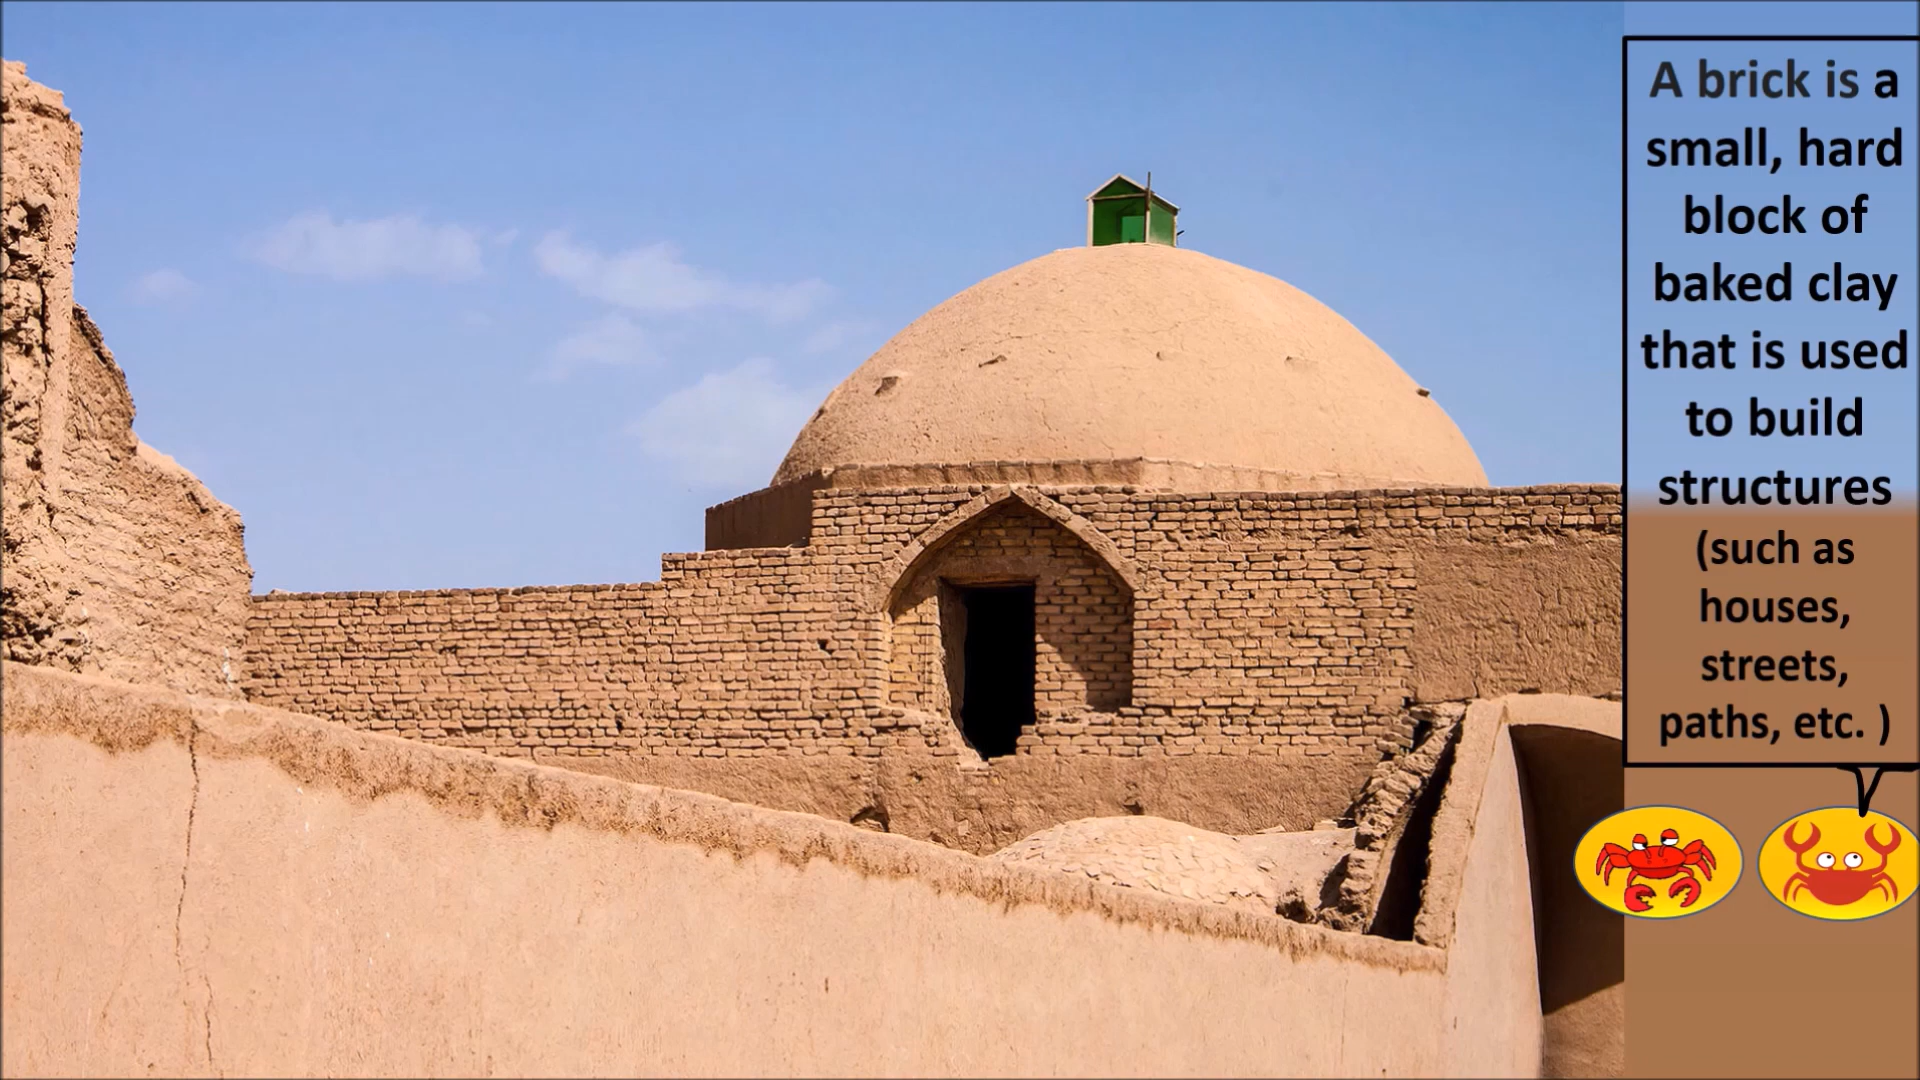 A brick is a
small, hard
block of
baked clay
that is used
to build
structures
(such as
houses,
streets,
paths, etc. )